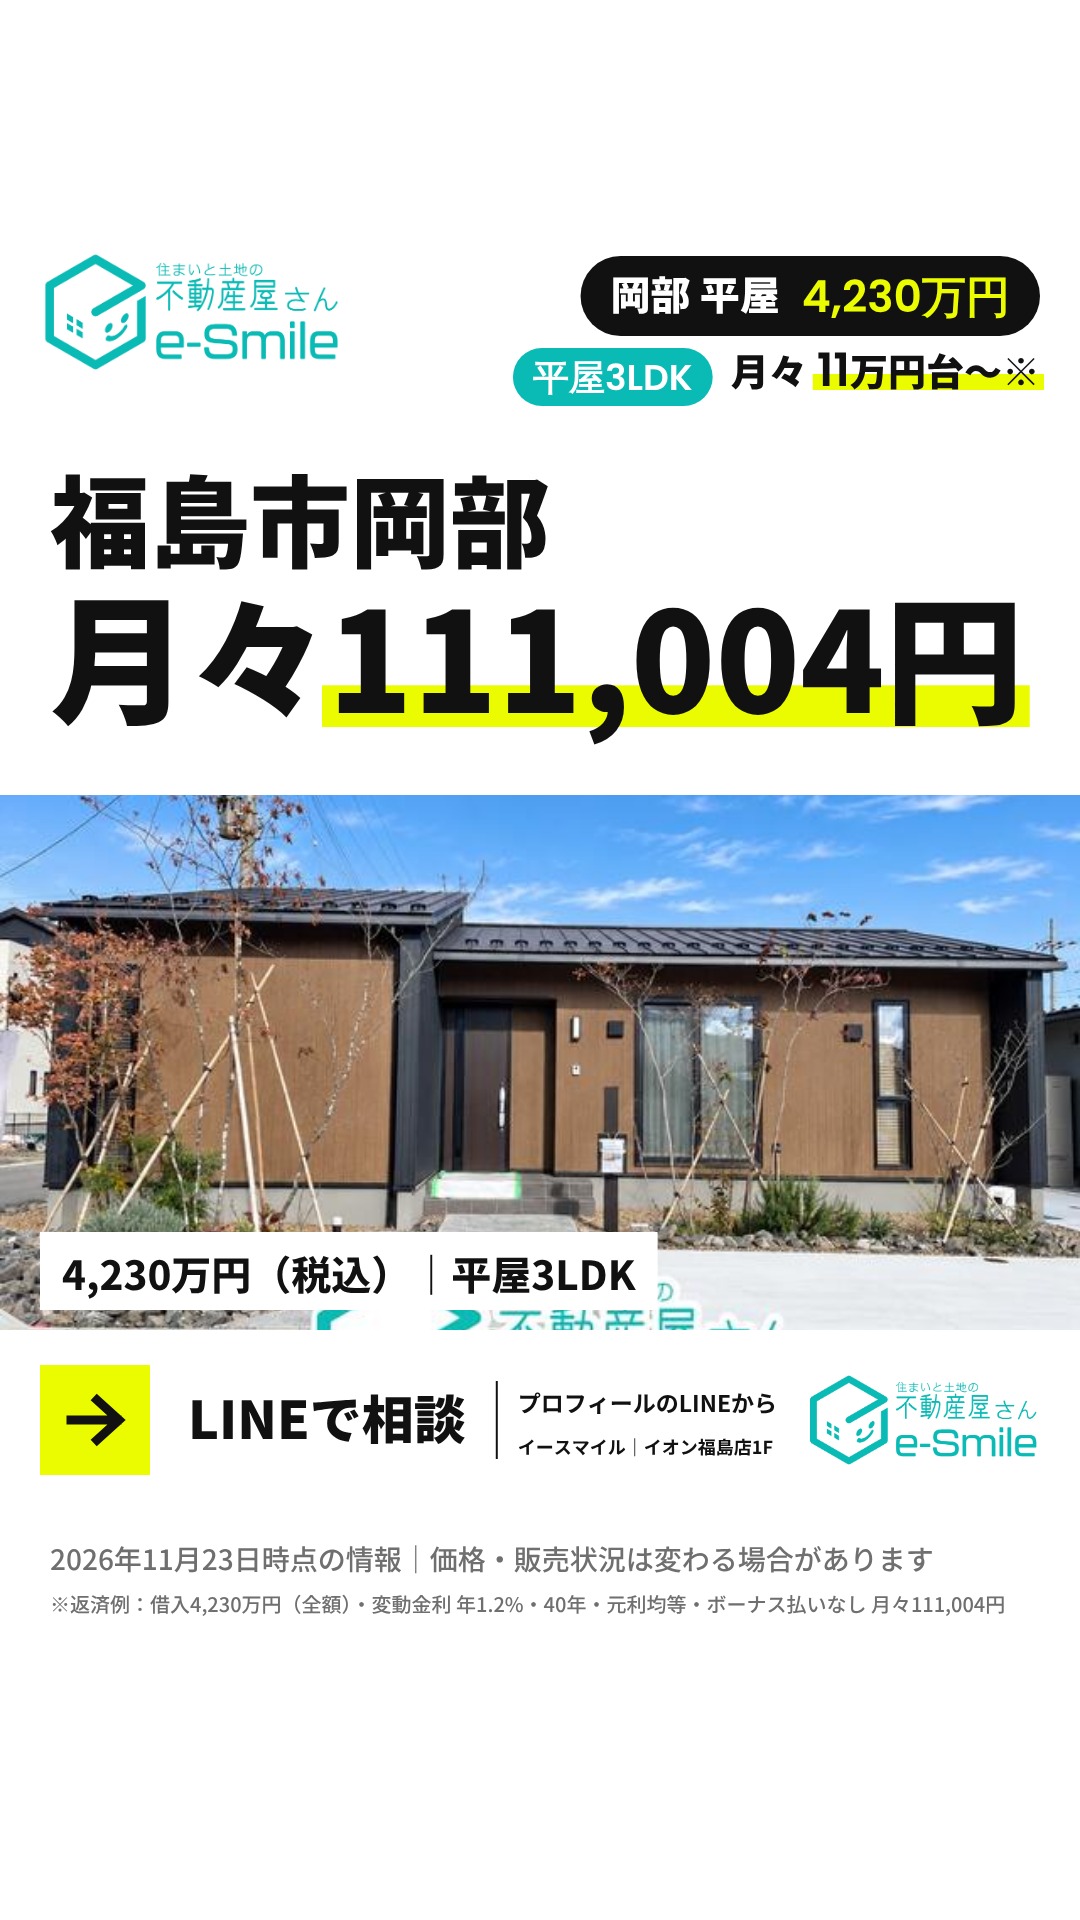 住まいと土地の
不動産屋さん
e-Smile
岡部 平屋 4,230万円
平屋3LDK 月々 11万円台〜※
福島市岡部
月々111,004円
4,230万円（税込）｜平屋3LDK
の
不動産屋さん
LINEで相談
プロフィールのLINEから
イースマイル｜イオン福島店1F
住まいと土地の
不動産屋さん
e-Smile
2026年11月23日時点の情報｜価格・販売状況は変わる場合があります
※返済例：借入4,230万円（全額）・変動金利 年1.2%・40年・元利均等・ボーナス払いなし 月々111,004円